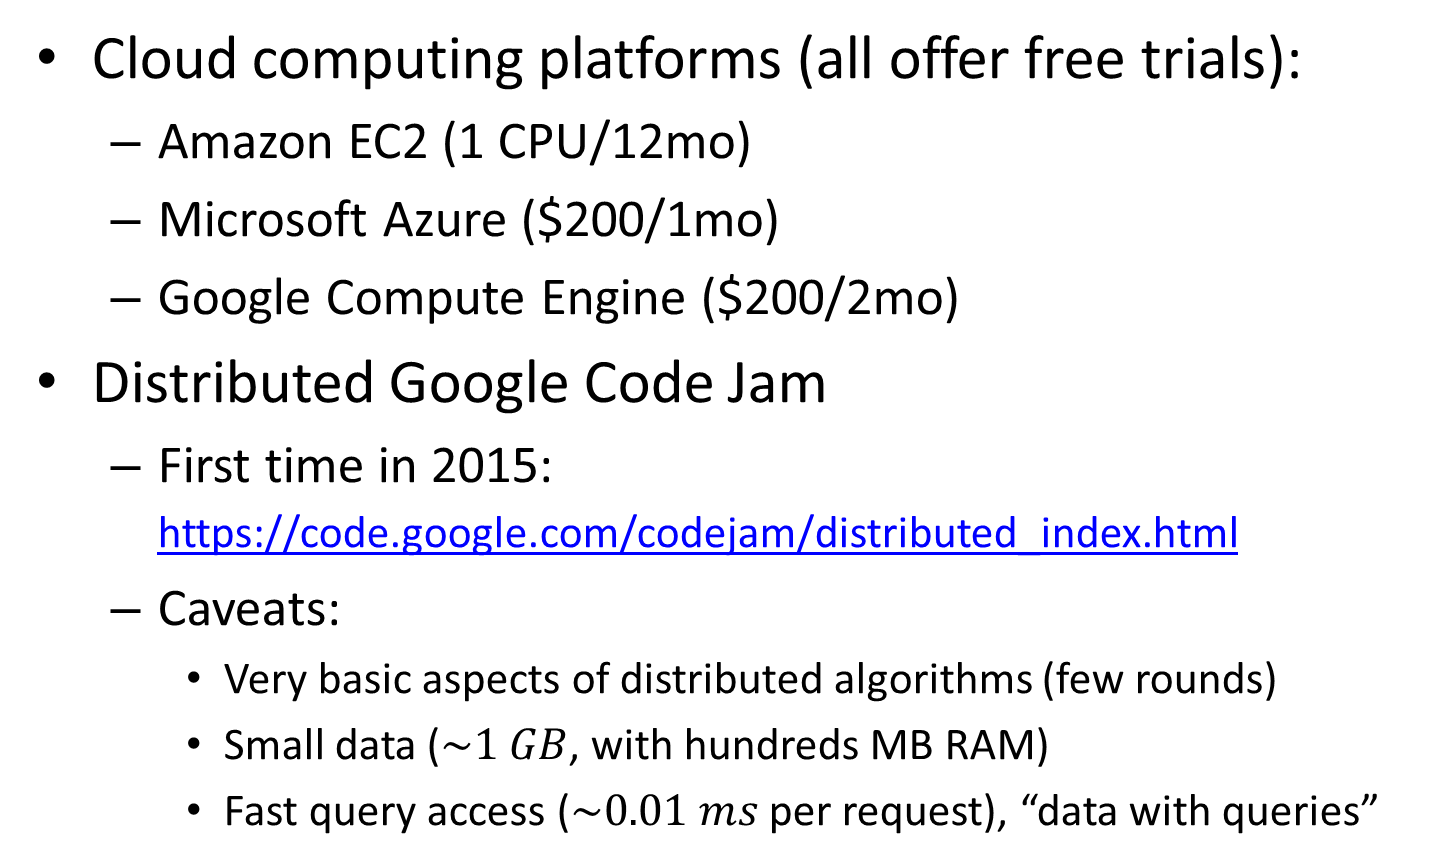 • Cloud computing platforms (all offer free trials):
– Amazon EC2 (1 CPU/12mo)
– Microsoft Azure ($200/1mo)
– Google Compute Engine ($200/2mo)
• Distributed Google Code Jam
– First time in 2015:
https://code.google.com/codejam/distributed_index.html
– Caveats:
• Very basic aspects of distributed algorithms (few rounds)
• Small data (~1 GB, with hundreds MB RAM)
• Fast query access (~0.01 ms per request), “data with queries”